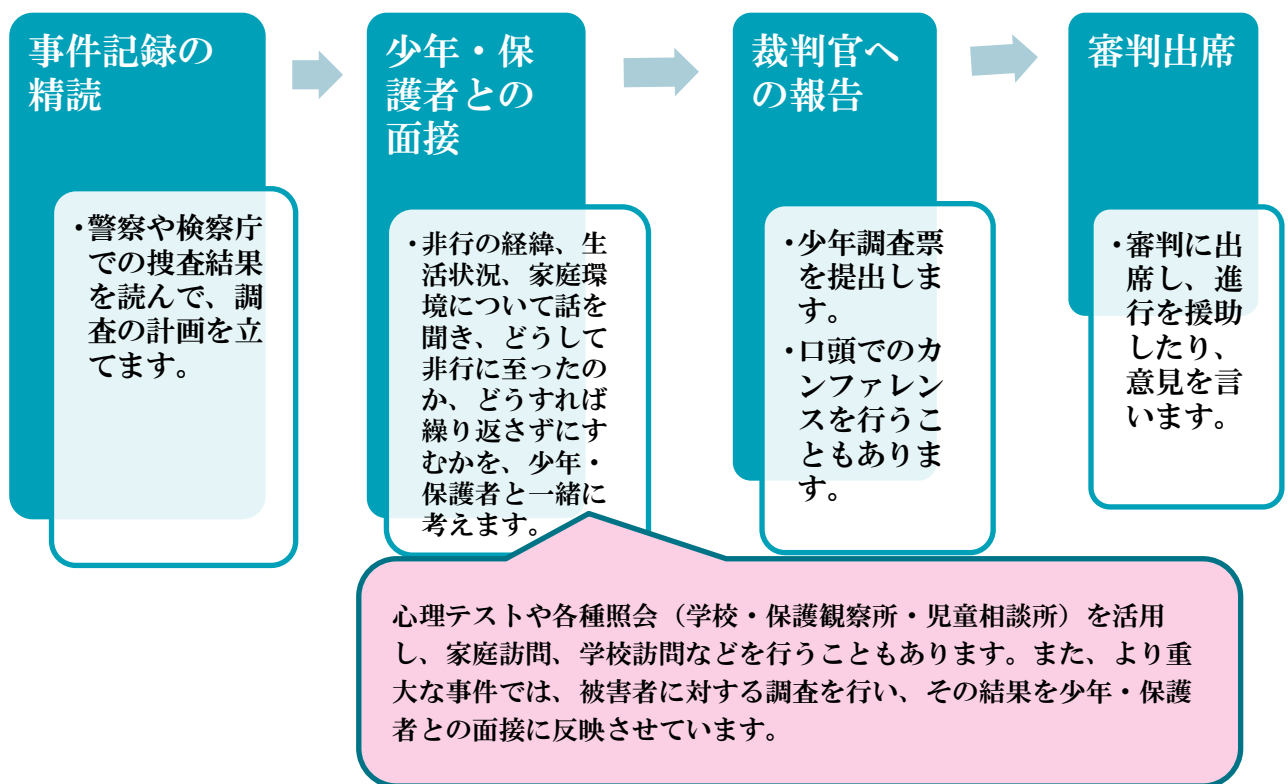 事件記録の
精読
・警察や検察庁
での捜査結果
を読んで、調
査の計画を立
てます。
少年・保
護者との
面接
・非行の経緯、生
活状況、家庭環
境について話を
聞き、どうして
非行に至ったの
か、どうすれば
繰り返さずにす
むかを、少年・
保護者と一緒に
考えます。
裁判官へ
の報告
・少年調査票
を提出しま
す。
・口頭でのカ
ンファレン
スを行うこ
ともありま
す。
審判出席
・審判に出
席し、進
行を援助
したり、
意見を言
います。
心理テストや各種照会（学校・保護観察所・児童相談所）を活用
し、家庭訪問、学校訪問などを行うこともあります。また、より重
大な事件では、被害者に対する調査を行い、その結果を少年・保護
者との面接に反映させています。